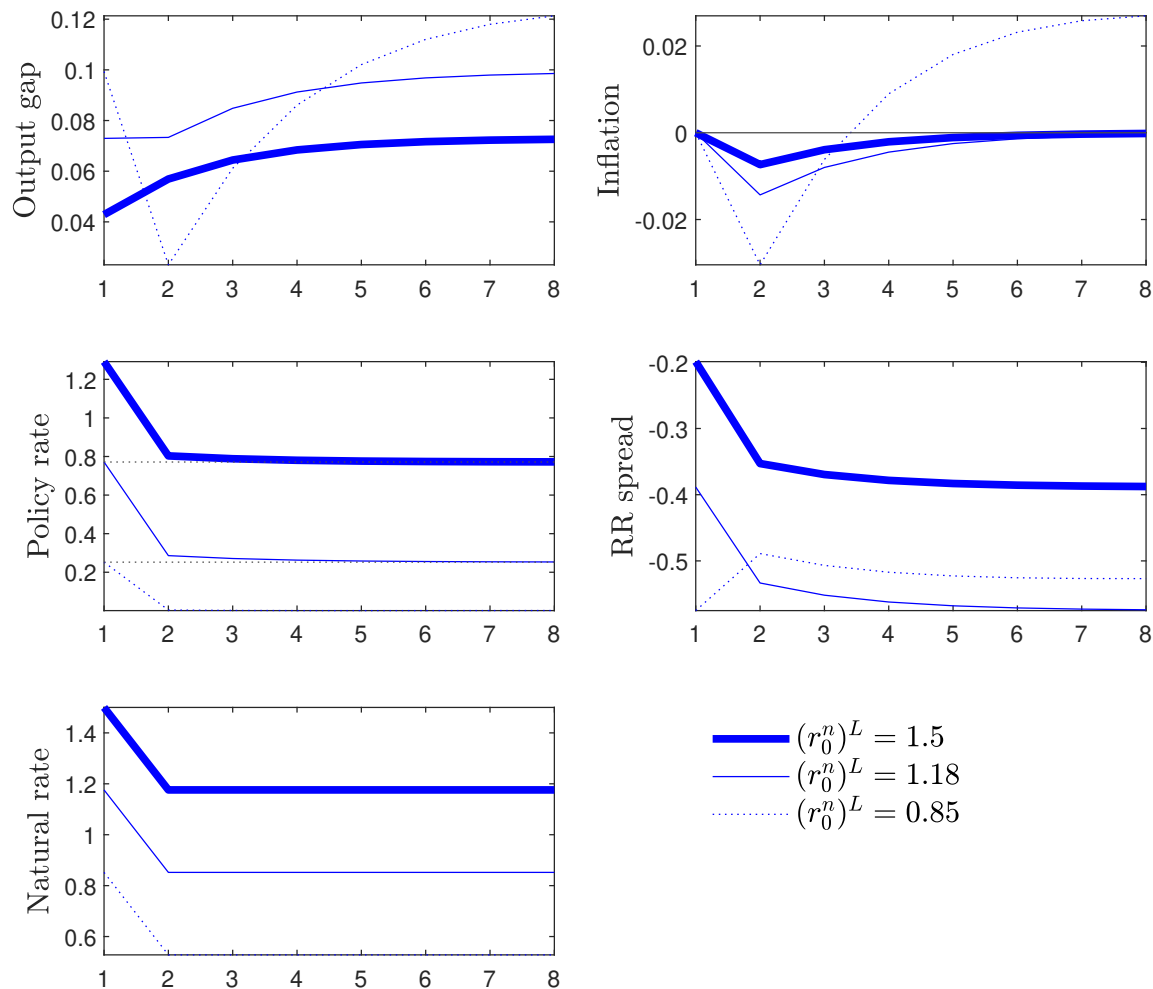 Output gap
0.12
0.1
0.08
0.06
0.04
1 2 3 4 5 6 7 8
Inflation
0.02
0
-0.02
1 2 3 4 5 6 7 8
Policy rate
1.2
1
0.8
0.6
0.4
0.2
1 2 3 4 5 6 7 8
RR spread
-0.2
-0.3
-0.4
-0.5
1 2 3 4 5 6 7 8
Natural rate
1.4
1.2
1
0.8
0.6
1 2 3 4 5 6 7 8
$(r_0^n)^L = 1.5$
$(r_0^n)^L = 1.18$
$(r_0^n)^L = 0.85$